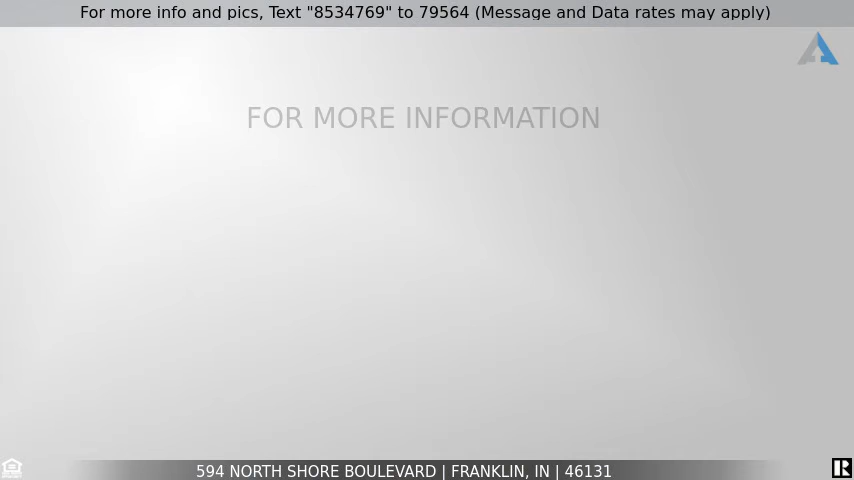 For more info and pics, Text "8534769" to 79564 (Message and Data rates may apply)
FOR MORE INFORMATION
594 NORTH SHORE BOULEVARD | FRANKLIN, IN | 46131